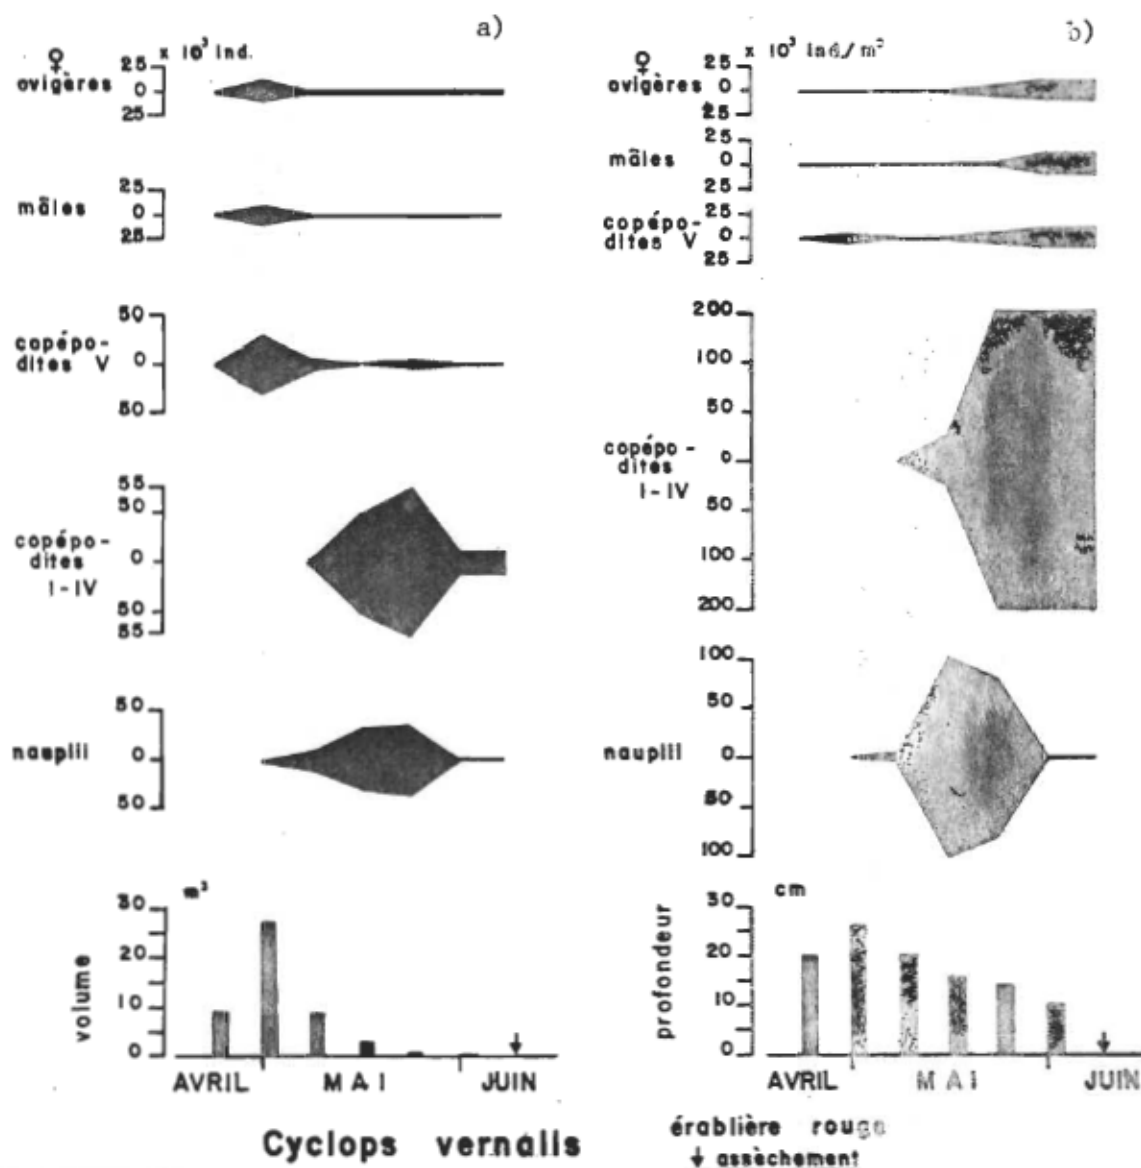 a)
♀ x 10³ ind.
ovigères
25
0
25
mâles
25
0
25
copépo-
dites V
50
0
50
copépo-
dites
I-IV
55
50
0
50
55
nauplii
50
0
50
m³
volume
30
20
10
0
AVRIL MAI JUIN
b)
♀ x 10³ ind./m²
ovigères
25
0
25
mâles
25
0
25
copépo-
dites V
25
0
25
copépo-
dites
I-IV
200
100
50
0
50
100
200
nauplii
100
50
0
50
100
cm
profondeur
30
20
10
0
AVRIL MAI JUIN
Cyclops vernalis
érablière rouge
↓ assèchement